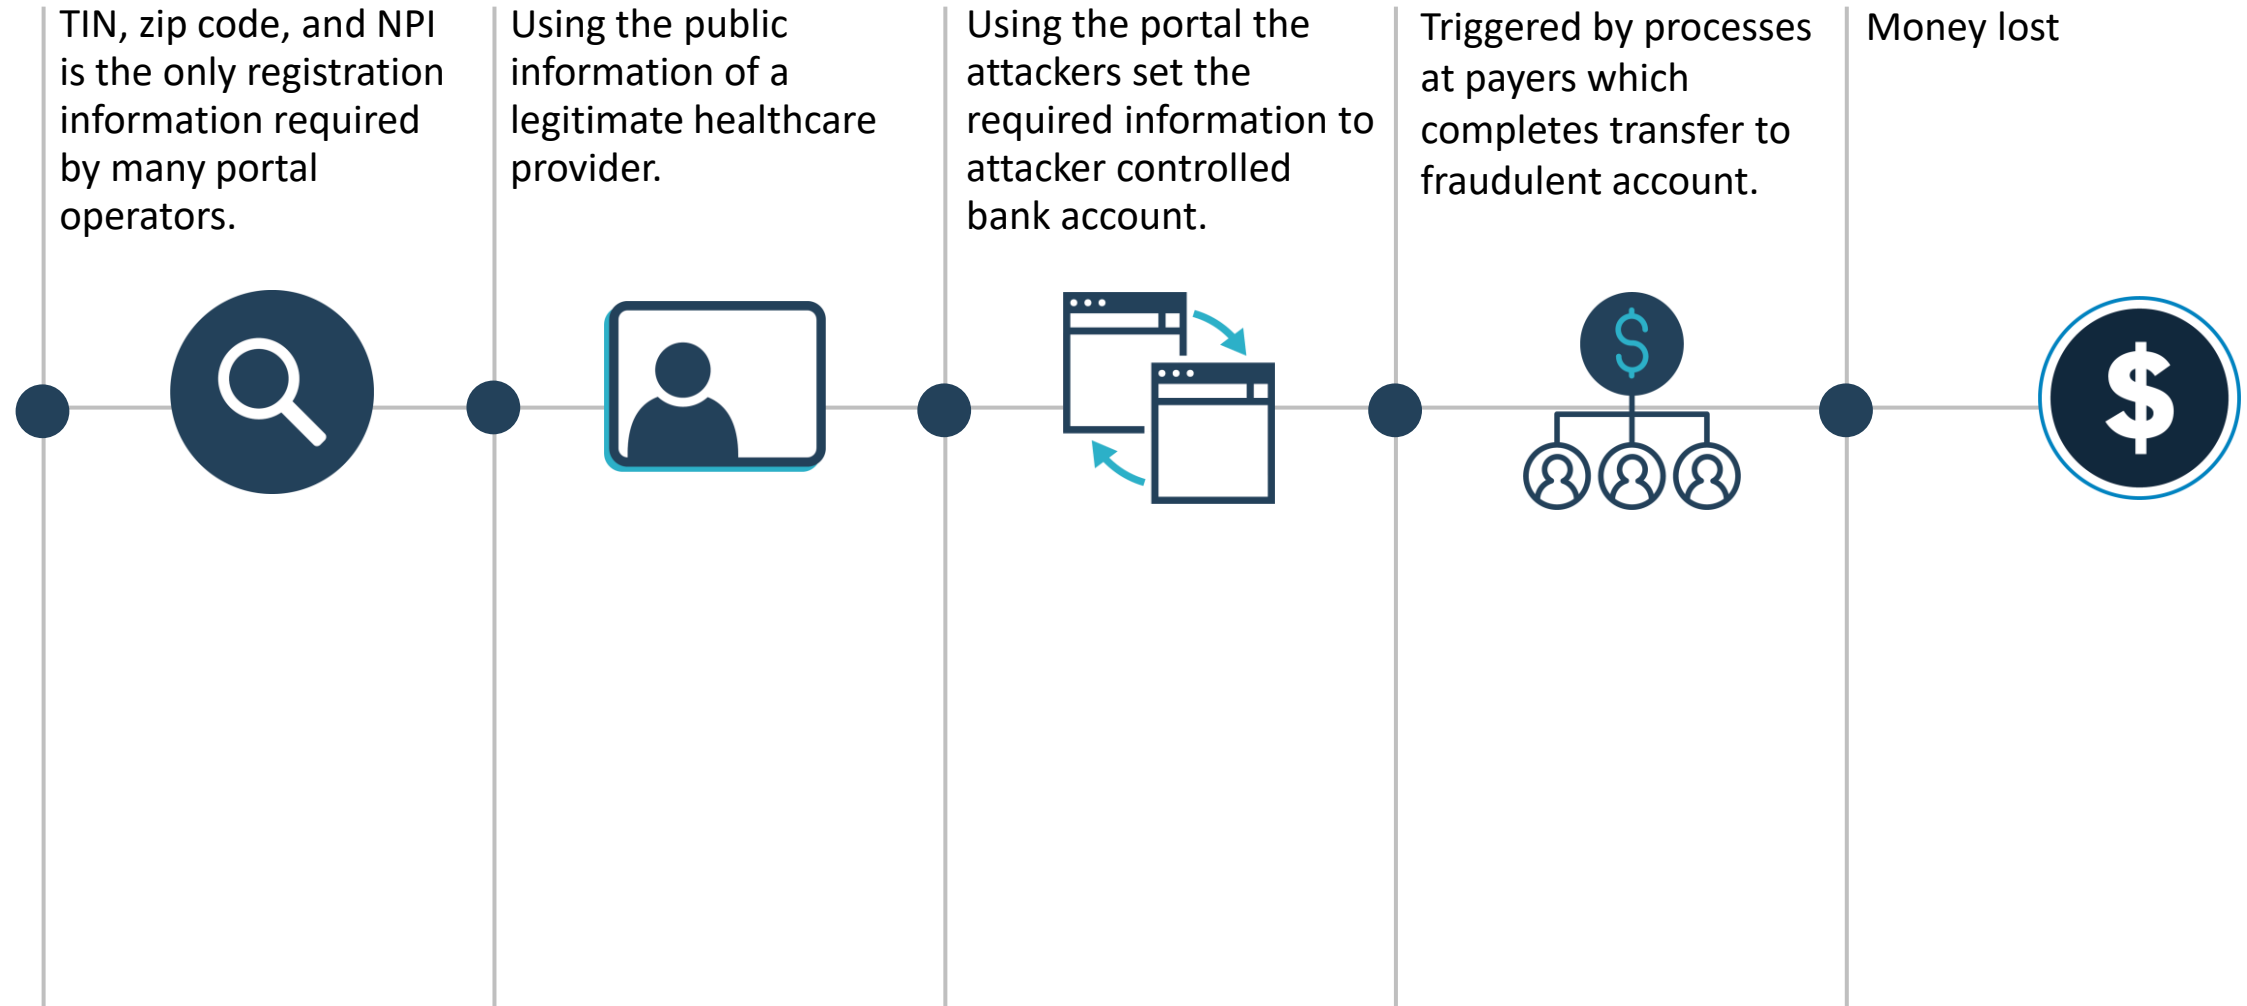 TIN, zip code, and NPI
is the only registration
information required
by many portal
operators.
Using the public
information of a
legitimate healthcare
provider.
Using the portal the
attackers set the
required information to
attacker controlled
bank account.
Triggered by processes
at payers which
completes transfer to
fraudulent account.
Money lost
$
$